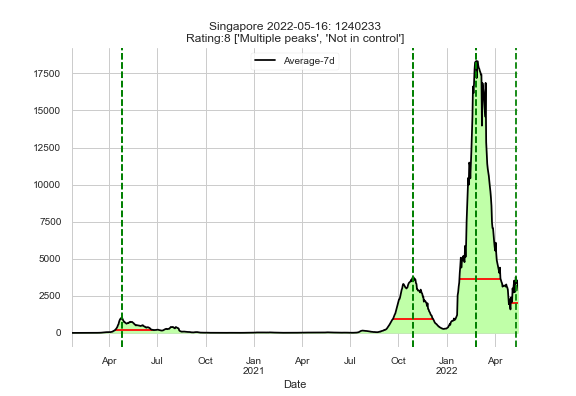 Singapore 2022-05-16: 1240233
Rating:8 ['Multiple peaks', 'Not in control']
Average-7d
17500
15000
12500
10000
7500
5000
2500
0
Apr Jul Oct Jan Apr Jul Oct Jan Apr
2021 2022
Date